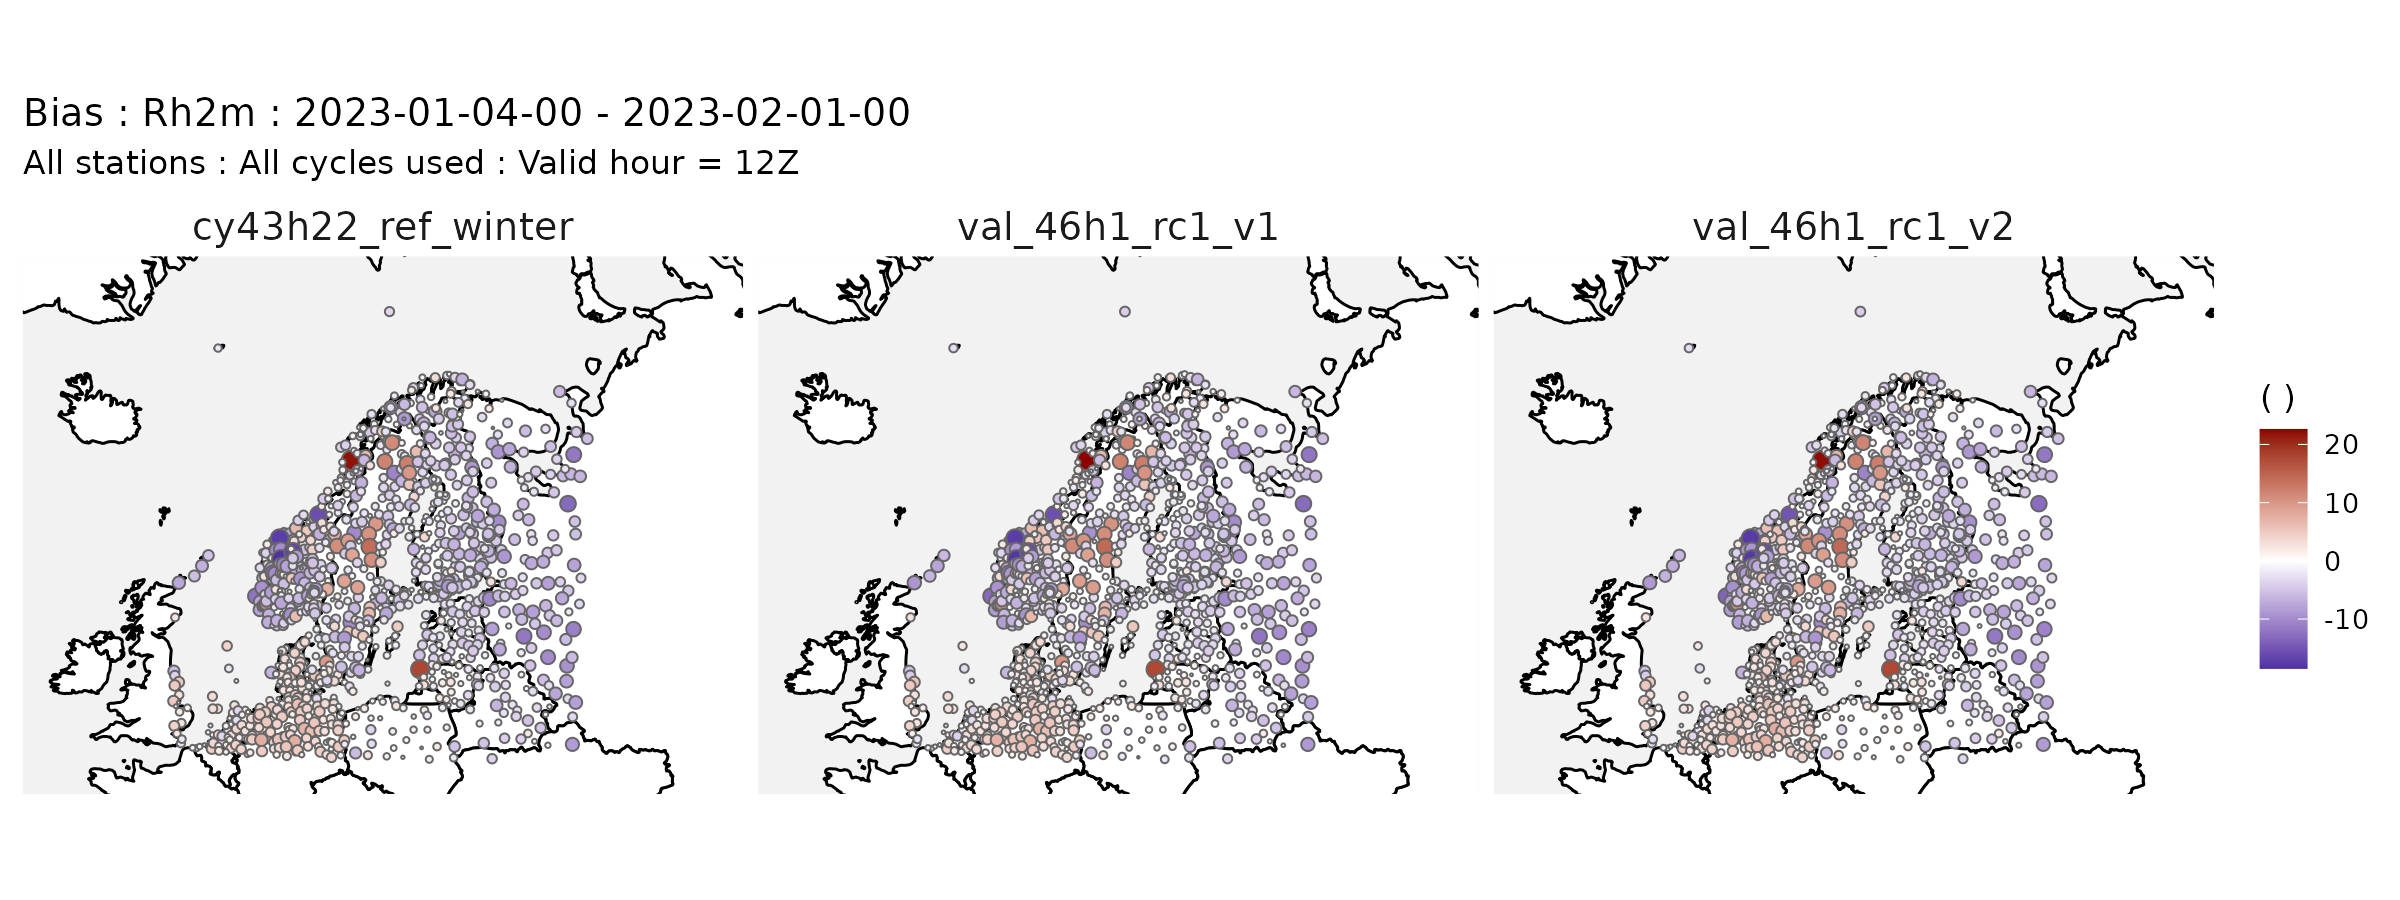 Bias : Rh2m : 2023-01-04-00 - 2023-02-01-00
All stations : All cycles used : Valid hour = 12Z
cy43h22_ref_winter
val_46h1_rc1_v1
val_46h1_rc1_v2
( )
20
10
0
-10